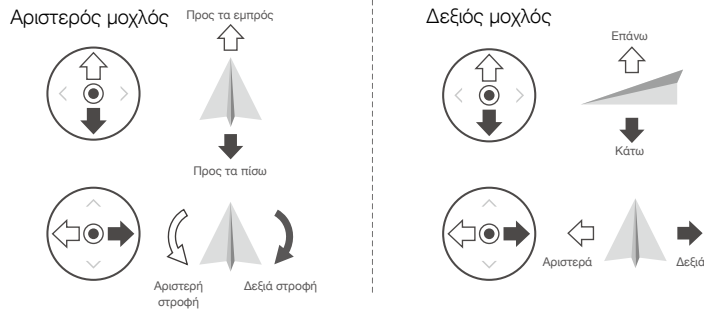 Αριστερός μοχλός
Προς τα εμπρός
Προς τα πίσω
Αριστερή
στροφή
Δεξιά στροφή
Δεξιός μοχλός
Επάνω
Κάτω
Αριστερά
Δεξιά